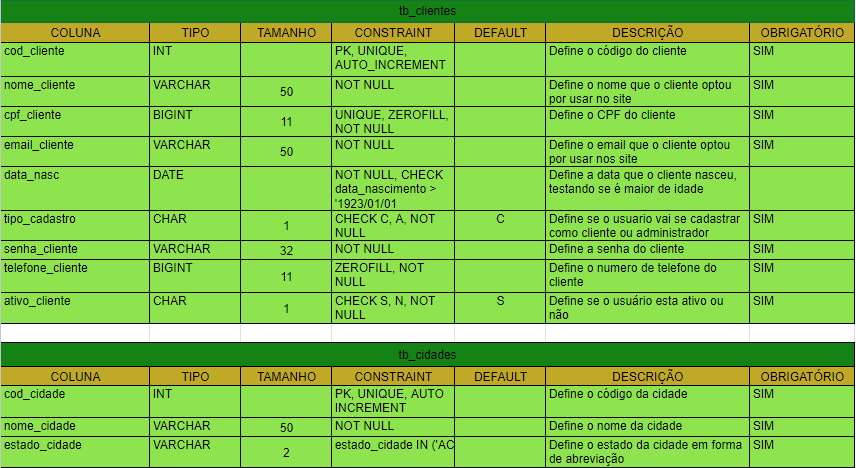 tb_clientes
COLUNA TIPO TAMANHO CONSTRAINT DEFAULT DESCRIÇÃO OBRIGATÓRIO
cod_cliente INT PK, UNIQUE, Define o código do cliente SIM
AUTO_INCREMENT
nome_cliente VARCHAR 50 NOT NULL Define o nome que o cliente optou SIM
por usar no site
cpf_cliente BIGINT 11 UNIQUE, ZEROFILL, Define o CPF do cliente SIM
NOT NULL
email_cliente VARCHAR 50 NOT NULL Define o email que o cliente optou SIM
por usar nos site
data_nasc DATE NOT NULL, CHECK Define a data que o cliente nasceu,
data_nascimento > testando se é maior de idade
'1923/01/01
tipo_cadastro CHAR 1 CHECK C, A, NOT C Define se o usuario vai se cadastrar SIM
NULL como cliente ou administrador
senha_cliente VARCHAR 32 NOT NULL Define a senha do cliente SIM
telefone_cliente BIGINT 11 ZEROFILL, NOT Define o numero de telefone do SIM
NULL cliente
ativo_cliente CHAR 1 CHECK S, N, NOT S Define se o usuário esta ativo ou SIM
NULL não
tb_cidades
COLUNA TIPO TAMANHO CONSTRAINT DEFAULT DESCRIÇÃO OBRIGATÓRIO
cod_cidade INT PK, UNIQUE, AUTO Define o código da cidade SIM
INCREMENT
nome_cidade VARCHAR 50 NOT NULL Define o nome da cidade SIM
estado_cidade VARCHAR 2 estado_cidade IN ('AC Define o estado da cidade em forma SIM
de abreviação